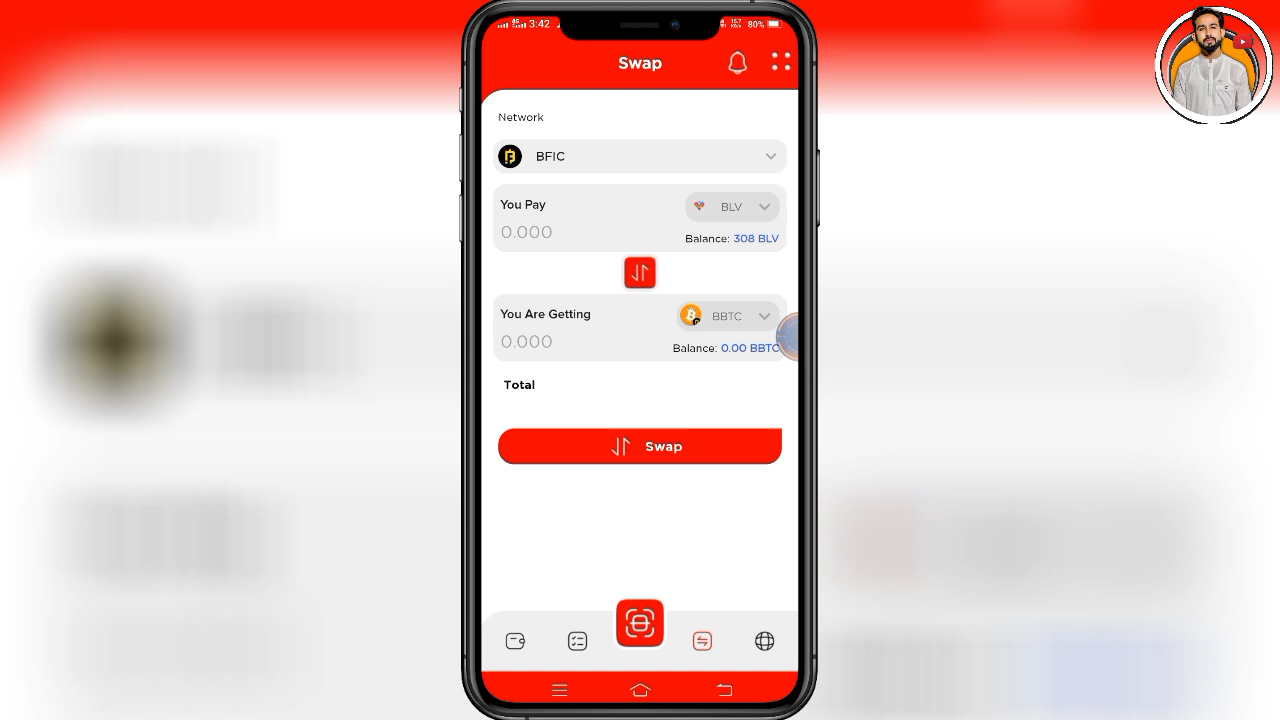 3:42
80%
Swap
Network
BFIC
You Pay
BLV
0.000
Balance: 308 BLV
You Are Getting
BBTC
0.000
Balance: 0.00 BBTC
Total
Swap